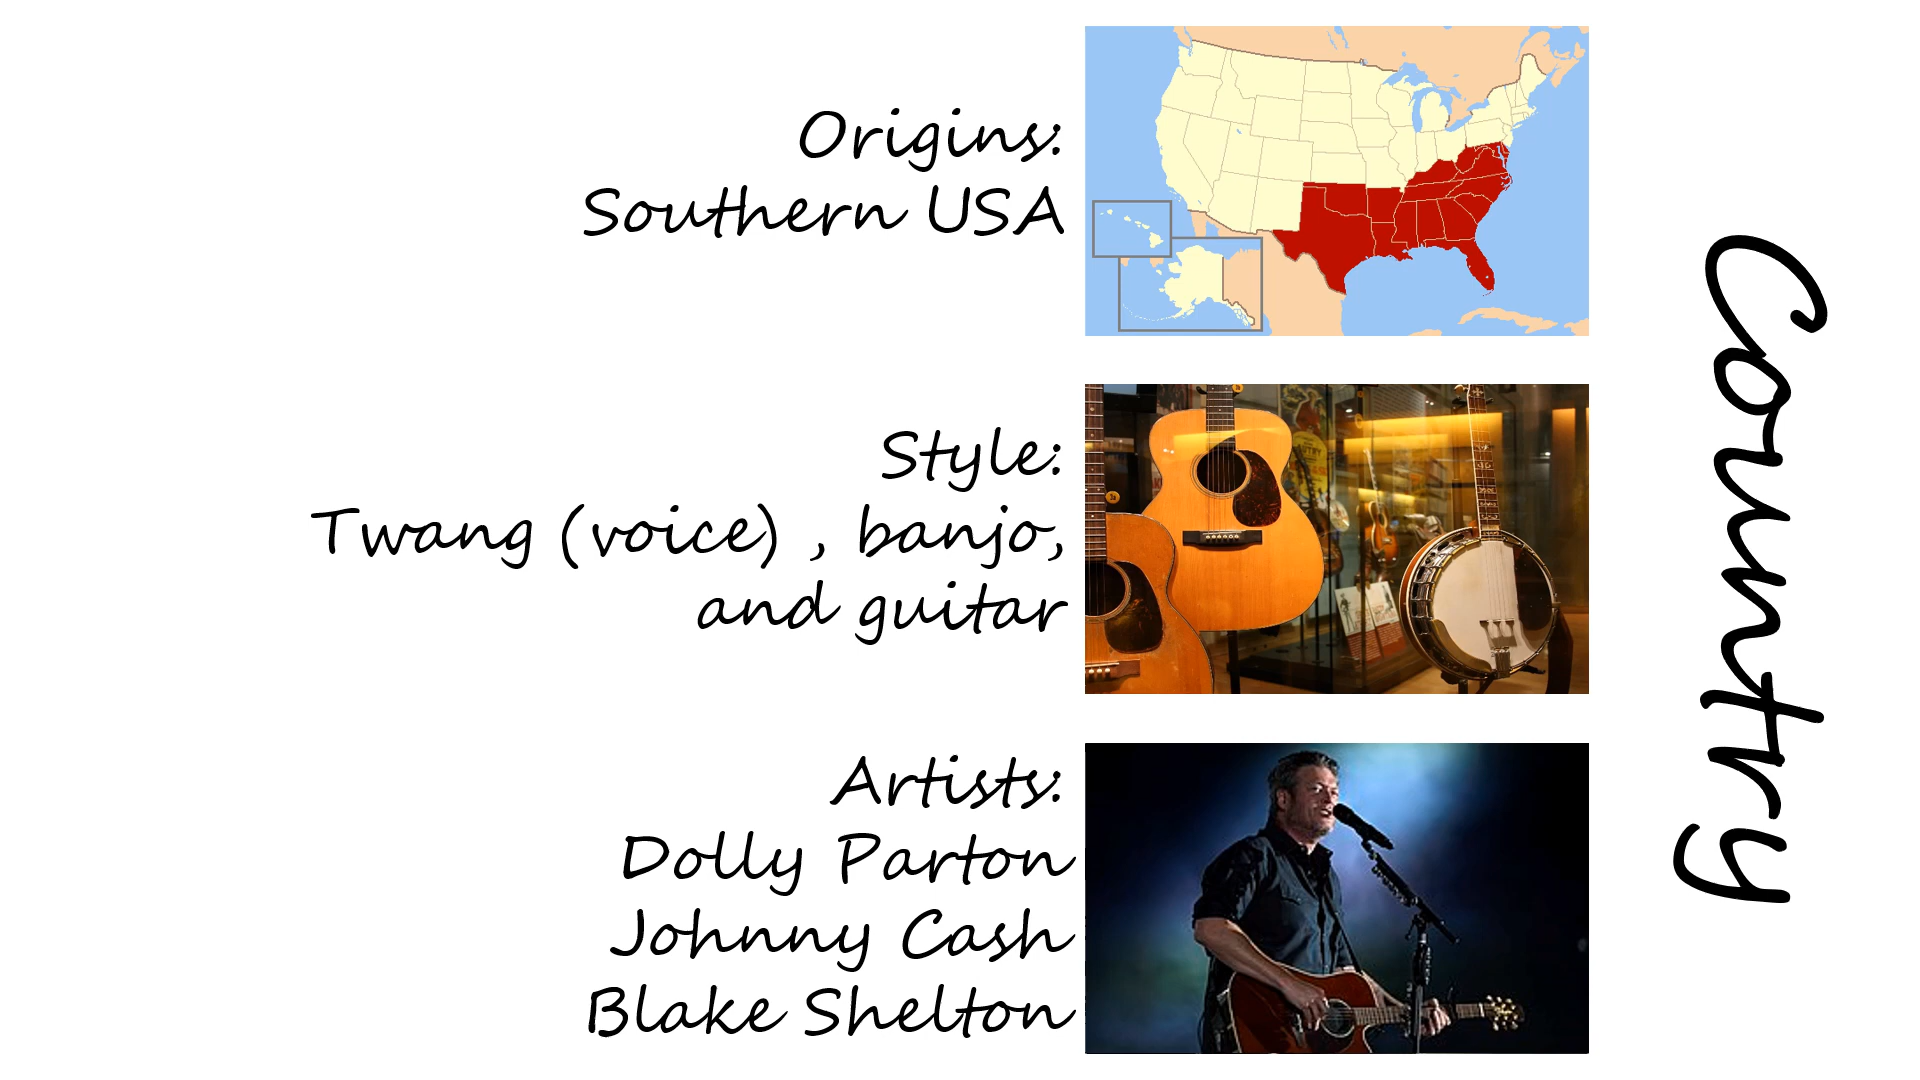 Origins:
Southern USA
Style:
Twang (voice) , banjo,
and guitar
Artists:
Dolly Parton
Johnny Cash
Blake Shelton
Country